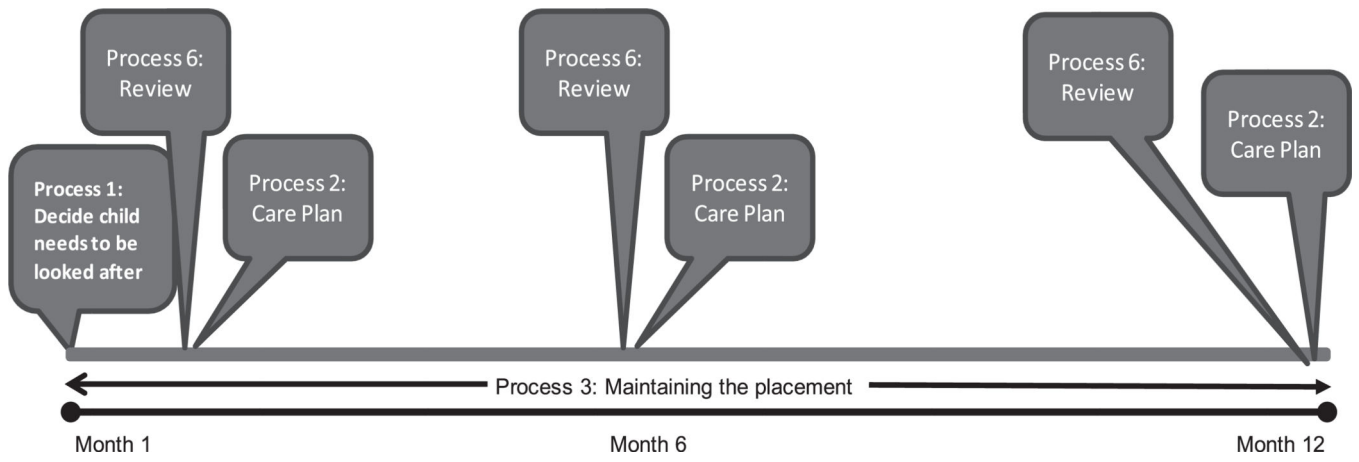 Process 6:
Review
Process 6:
Review
Process 6:
Review
Process 2:
Care Plan
Process 1:
Decide child
needs to be
looked after
Process 2:
Care Plan
Process 2:
Care Plan
Process 3: Maintaining the placement
Month 1
Month 6
Month 12